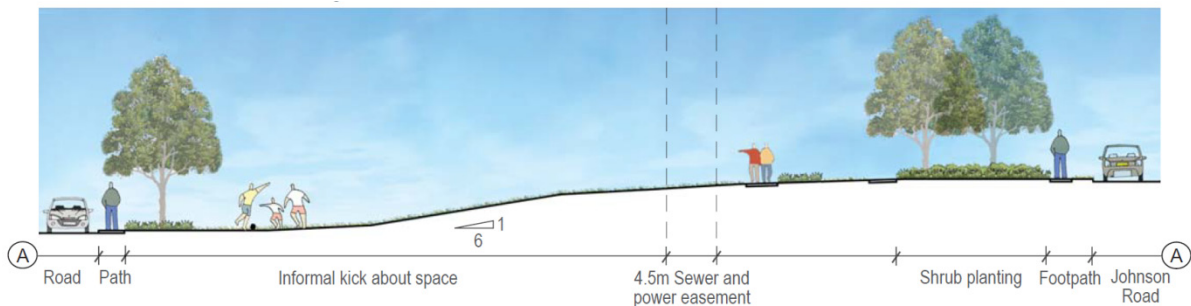 1
6
A
A
Road
Path
Informal kick about space
4.5m Sewer and
power easement
Shrub planting
Footpath
Johnson
Road